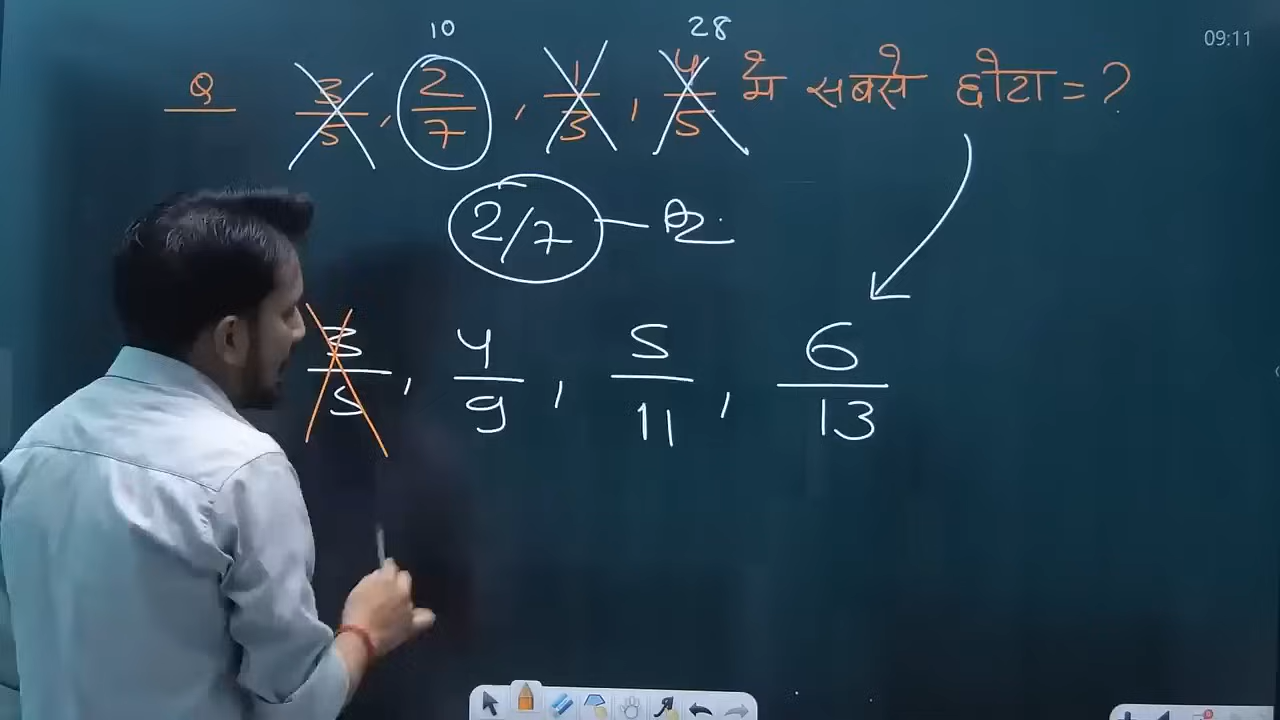 10 28
09:11
Q 3/5, 2/7, 1/3, 4/5 में सबसे छोटा = ?
2/7 —
3/5, 4/9, 5/11, 6/13